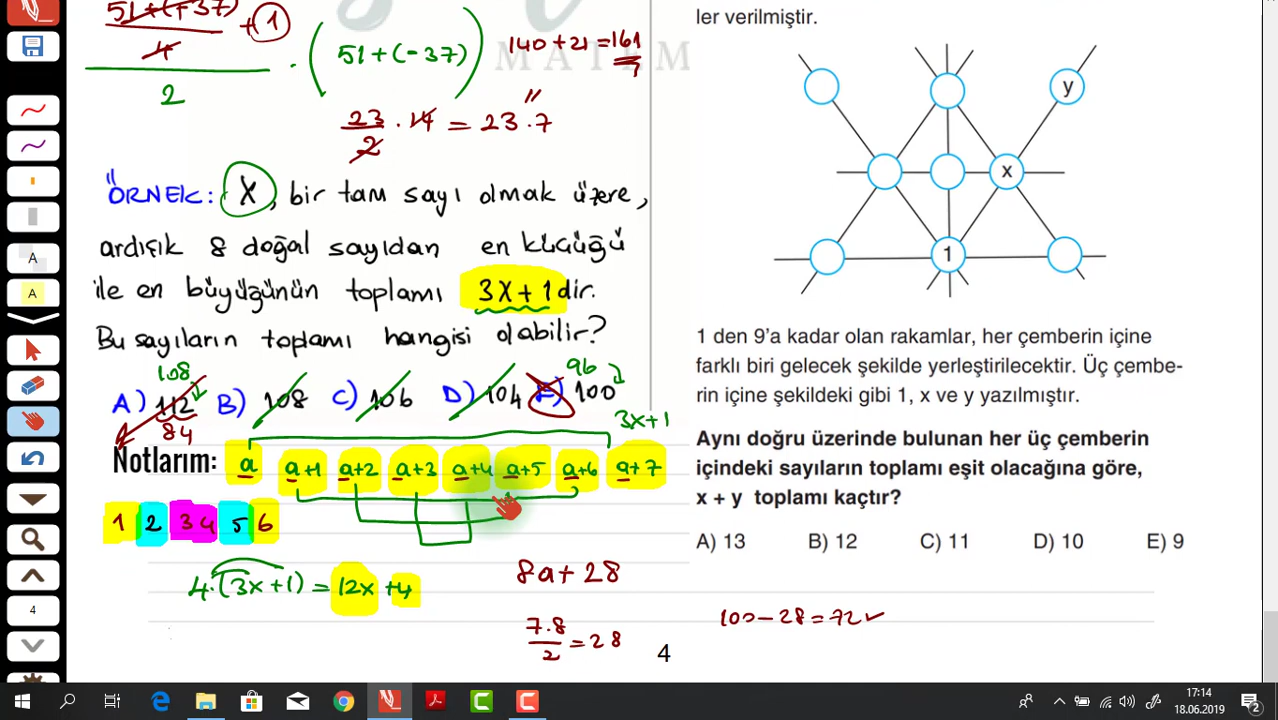 51+(-37)
4
+ 1
2
· (51+(-37))
140+21=161
23/2 · 14 = 23·7
MATEM
ÖRNEK: X, bir tam sayı olmak üzere,
ardışık 8 doğal sayıdan en küçüğü
ile en büyüğünün toplamı 3X+1 dir.
Bu sayıların toplamı hangisi olabilir?
108
96
A) 112 B) 108 C) 106 D) 104 E) 100
84
3x+1
Notlarım: a a+1 a+2 a+3 a+4 a+5 a+6 a+7
1 2 3 4 5 6
4·(3x+1) = 12x +4
8a+28
7.8/2 = 28
4
ler verilmiştir.
y
x
1
1 den 9'a kadar olan rakamlar, her çemberin içine
farklı biri gelecek şekilde yerleştirilecektir. Üç çembe-
rin içine şekildeki gibi 1, x ve y yazılmıştır.
Aynı doğru üzerinde bulunan her üç çemberin
içindeki sayıların toplamı eşit olacağına göre,
x + y toplamı kaçtır?
A) 13 B) 12 C) 11 D) 10 E) 9
100-28=72
A
A
4
17:14
18.06.2019
2